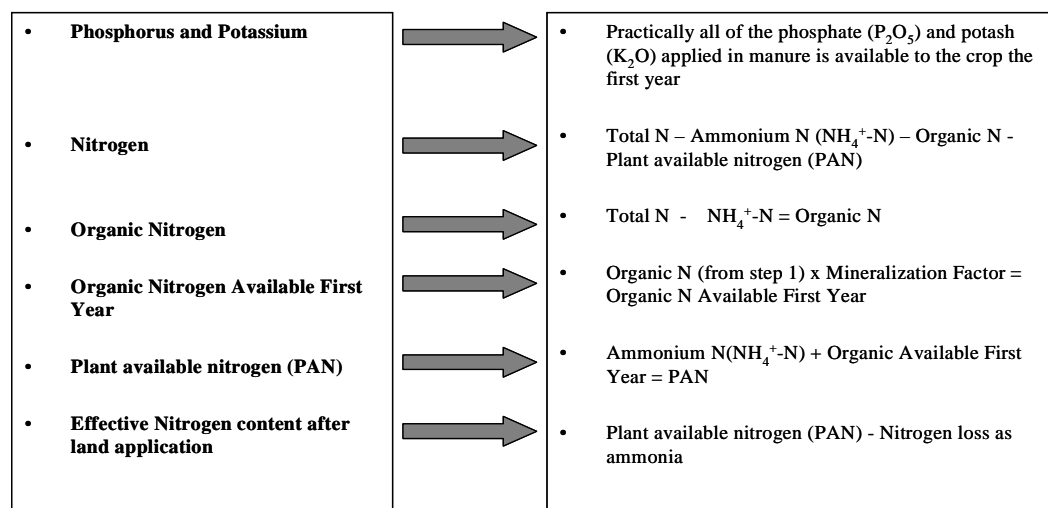 • Phosphorus and Potassium
• Practically all of the phosphate (P₂O₅) and potash
(K₂O) applied in manure is available to the crop the
first year
• Nitrogen
• Total N – Ammonium N (NH₄⁺-N) – Organic N -
Plant available nitrogen (PAN)
• Organic Nitrogen
• Total N - NH₄⁺-N = Organic N
• Organic Nitrogen Available First
Year
• Organic N (from step 1) x Mineralization Factor =
Organic N Available First Year
• Plant available nitrogen (PAN)
• Ammonium N(NH₄⁺-N) + Organic Available First
Year = PAN
• Effective Nitrogen content after
land application
• Plant available nitrogen (PAN) - Nitrogen loss as
ammonia